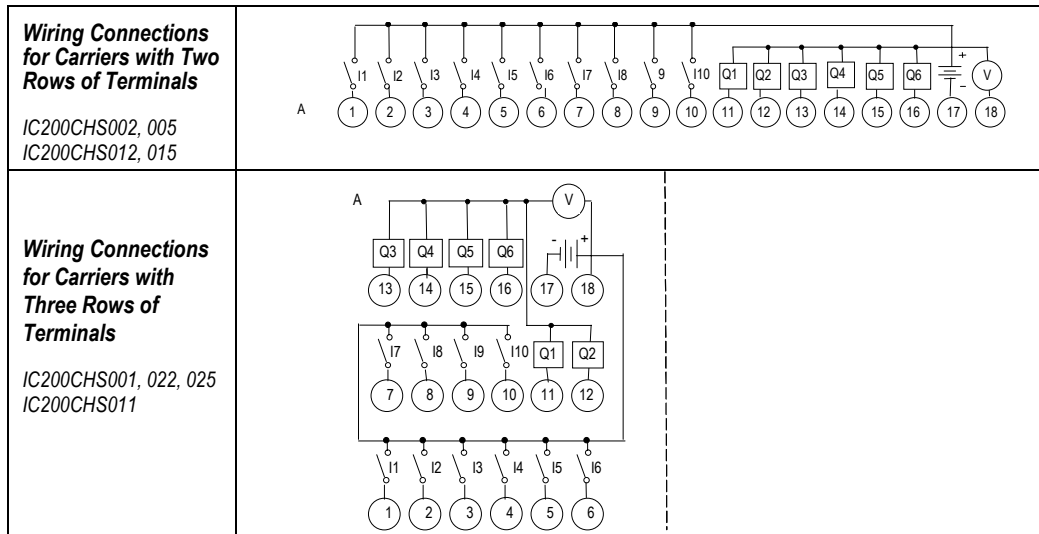 Wiring Connections
for Carriers with Two
Rows of Terminals
IC200CHS002, 005
IC200CHS012, 015
+
I1 I2 I3 I4 I5 I6 I7 I8 9 I10 Q1 Q2 Q3 Q4 Q5 Q6 V
–
A 1 2 3 4 5 6 7 8 9 10 11 12 13 14 15 16 17 18
Wiring Connections
for Carriers with
Three Rows of
Terminals
IC200CHS001, 022, 025
IC200CHS011
A V
- +
Q3 Q4 Q5 Q6
13 14 15 16 17 18
I7 I8 I9 I10 Q1 Q2
7 8 9 10 11 12
I1 I2 I3 I4 I5 I6
1 2 3 4 5 6